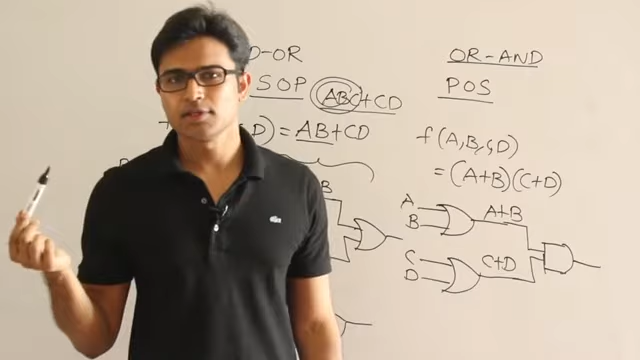 D-OR
SOP ABC+CD
D) = AB+CD
B
OR-AND
POS
f(A,B,C,D)
= (A+B)(C+D)
A
B
A+B
C
D
C+D